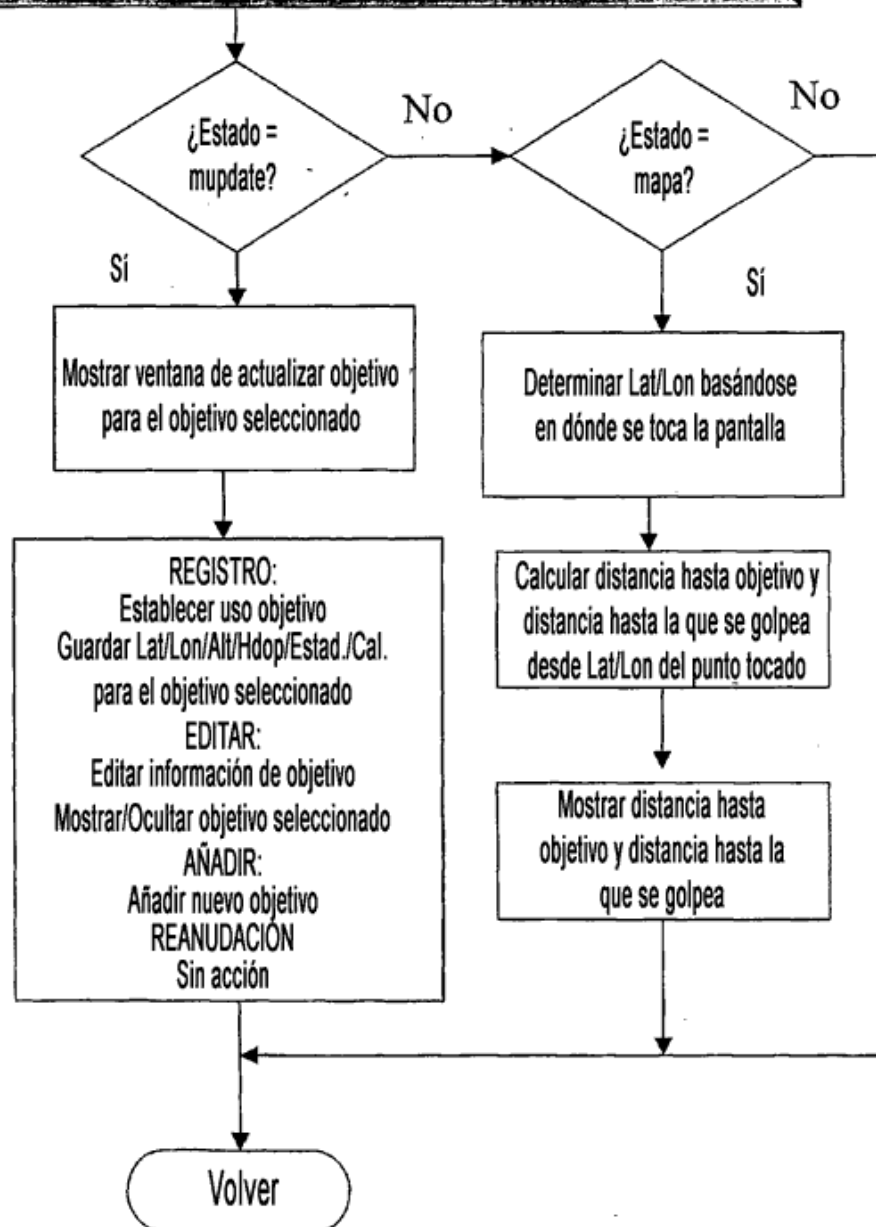 ¿Estado =
mupdate?
No
¿Estado =
mapa?
No
Sí
Sí
Mostrar ventana de actualizar objetivo
para el objetivo seleccionado
Determinar Lat/Lon basándose
en dónde se toca la pantalla
REGISTRO:
Establecer uso objetivo
Guardar Lat/Lon/Alt/Hdop/Estad./Cal.
para el objetivo seleccionado
EDITAR:
Editar información de objetivo
Mostrar/Ocultar objetivo seleccionado
AÑADIR:
Añadir nuevo objetivo
REANUDACIÓN
Sin acción
Calcular distancia hasta objetivo y
distancia hasta la que se golpea
desde Lat/Lon del punto tocado
Mostrar distancia hasta
objetivo y distancia hasta la
que se golpea
Volver